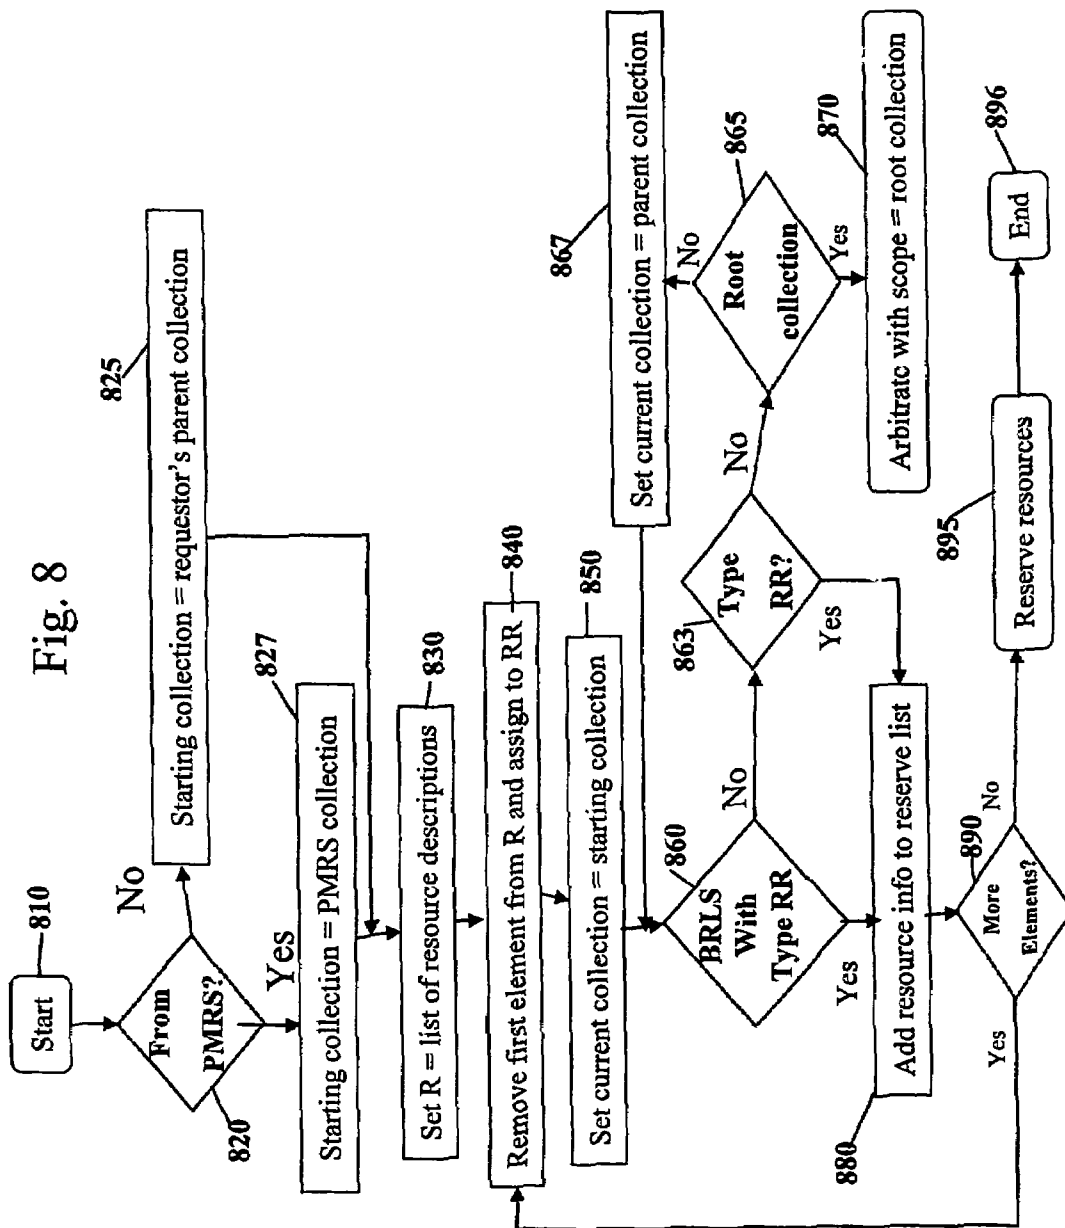 Fig. 8
810
Start
From
PMRS?
820
No
Yes
825
Starting collection = requestor's parent collection
827
Starting collection = PMRS collection
830
Set R = list of resource descriptions
840
Remove first element from R and assign to RR
850
Set current collection = starting collection
860
BRLS
With
Type RR
No
Yes
863
Type
RR?
No
Yes
865
Root
collection
No
Yes
867
Set current collection = parent collection
870
Arbitrate with scope = root collection
880
Add resource info to reserve list
890
More
Elements?
No
Yes
895
Reserve resources
896
End